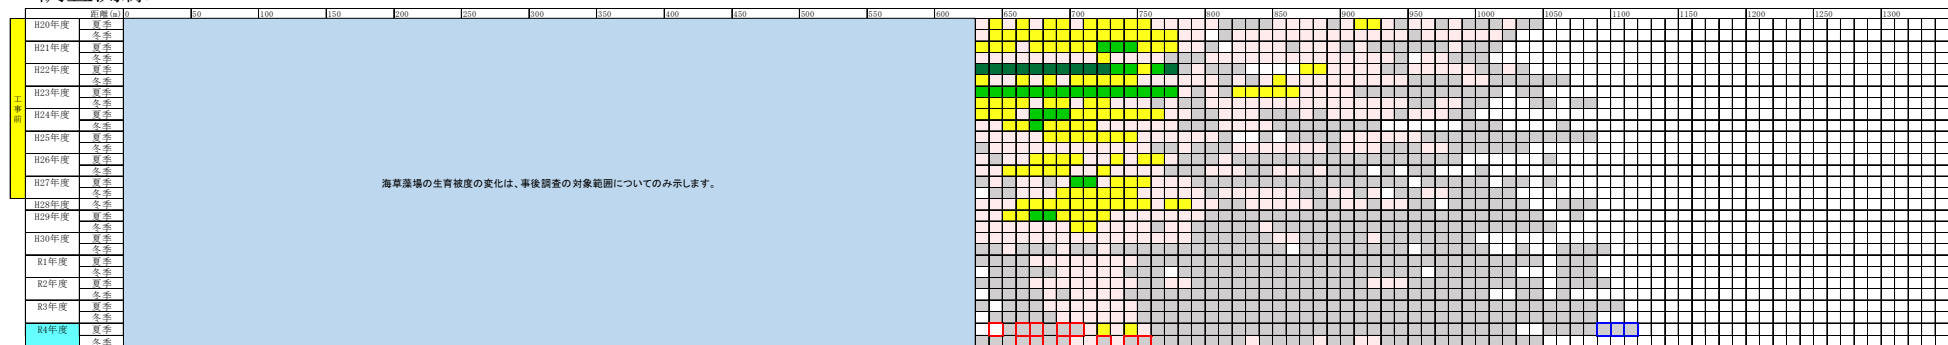 距離(m) 0 50 100 150 200 250 300 350 400 450 500 550 600 650 700 750 800 850 900 950 1000 1050 1100 1150 1200 1250 1300
工事前
H20年度 夏季
冬季
H21年度 夏季
冬季
H22年度 夏季
冬季
H23年度 夏季
冬季
H24年度 夏季
冬季
H25年度 夏季
冬季
H26年度 夏季
冬季
H27年度 夏季
冬季
海草藻場の生育被度の変化は、事後調査の対象範囲についてのみ示します。
H28年度 夏季
H29年度 夏季
冬季
H30年度 夏季
冬季
R1年度 夏季
冬季
R2年度 夏季
冬季
R3年度 夏季
冬季
R4年度 夏季
冬季